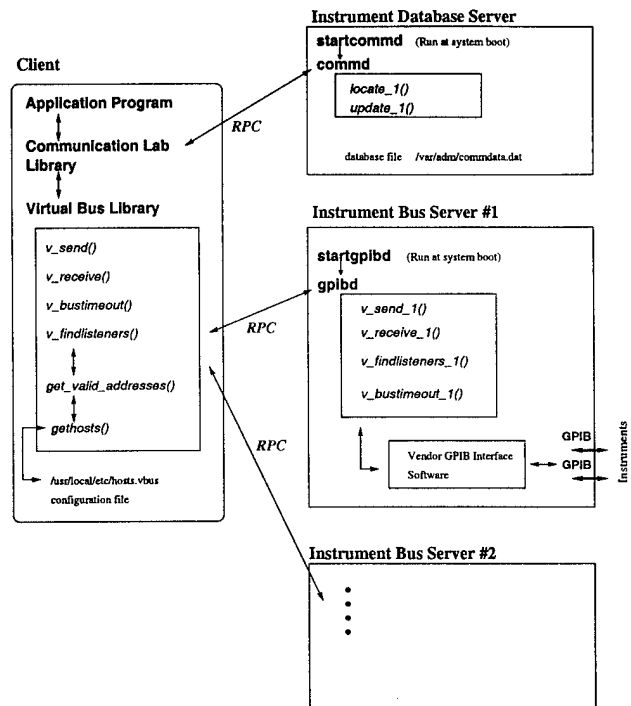 Client
Application Program
Communication Lab
Library
Virtual Bus Library
v_send()
v_receive()
v_bustimeout()
v_findlisteners()
get_valid_addresses()
gethosts()
/usr/local/etc/hosts.vbus
configuration file
RPC
RPC
RPC
Instrument Database Server
startcommd (Run at system boot)
commd
locate_1()
update_1()
database file /var/adm/commdata.dat
Instrument Bus Server #1
startgpibd (Run at system boot)
gpibd
v_send_1()
v_receive_1()
v_findlisteners_1()
v_bustimeout_1()
Vendor GPIB Interface
Software
GPIB
GPIB
Instruments
Instrument Bus Server #2